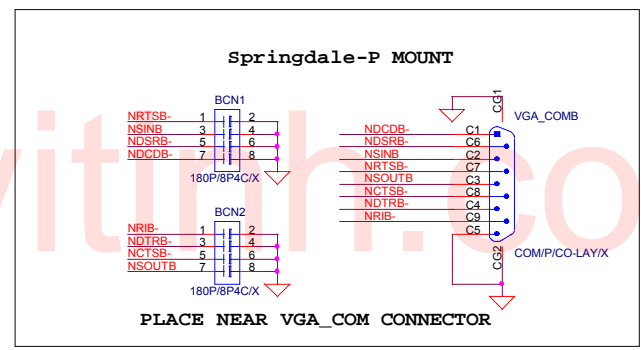 Springdale-P MOUNT
BCN1
NRTSB- 1 2
NSINB 3 4
NDSRB- 5 6
NDCDB- 7 8
180P/8P4C/X
BCN2
NRIB- 1 2
NDTRB- 3 4
NCTSB- 5 6
NSOUTB 7 8
180P/8P4C/X
CG1
VGA_COMB
NDCDB- C1
NDSRB- C6
NSINB C2
NRTSB- C7
NSOUTB C3
NCTSB- C8
NDTRB- C4
NRIB- C9
C5
CG2
COM/P/CO-LAY/X
PLACE NEAR VGA_COM CONNECTOR
vitinh.co